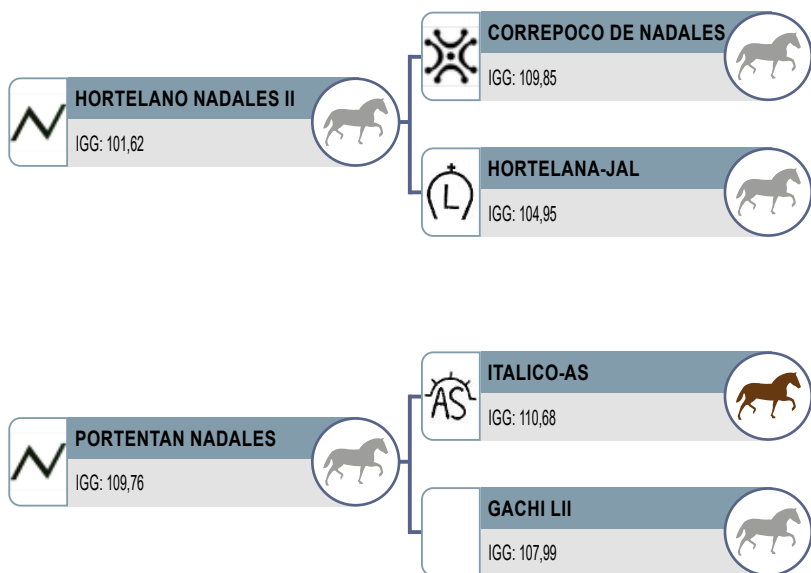 CORREPOCO DE NADALES
IGG: 109,85
HORTELANO NADALES II
IGG: 101,62
L
HORTELANA-JAL
IGG: 104,95
ITALICO-AS
AS
IGG: 110,68
PORTENTAN NADALES
IGG: 109,76
GACHI LII
IGG: 107,99